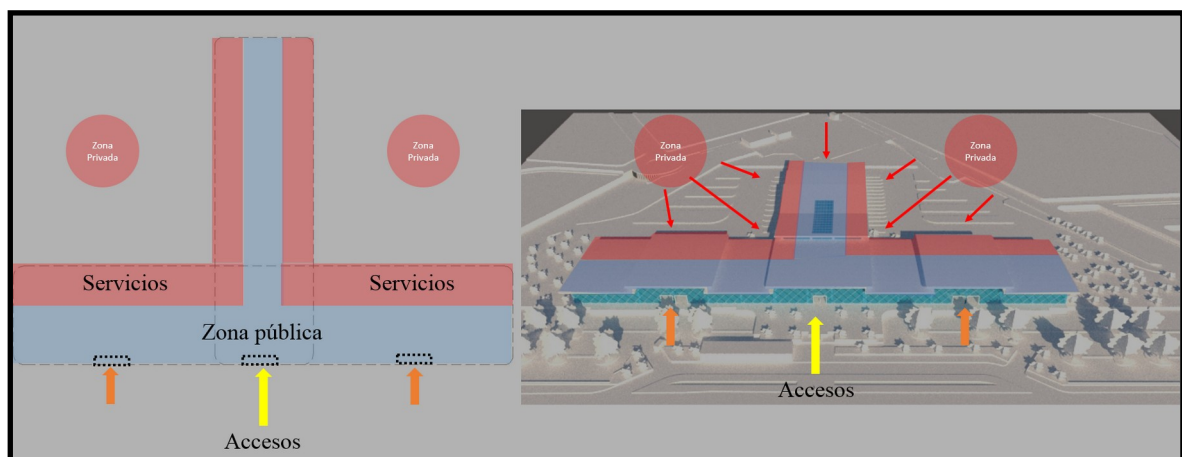 Zona
Privada
Zona
Privada
Servicios
Servicios
Zona pública
Accesos
Zona
Privada
Zona
Privada
Accesos